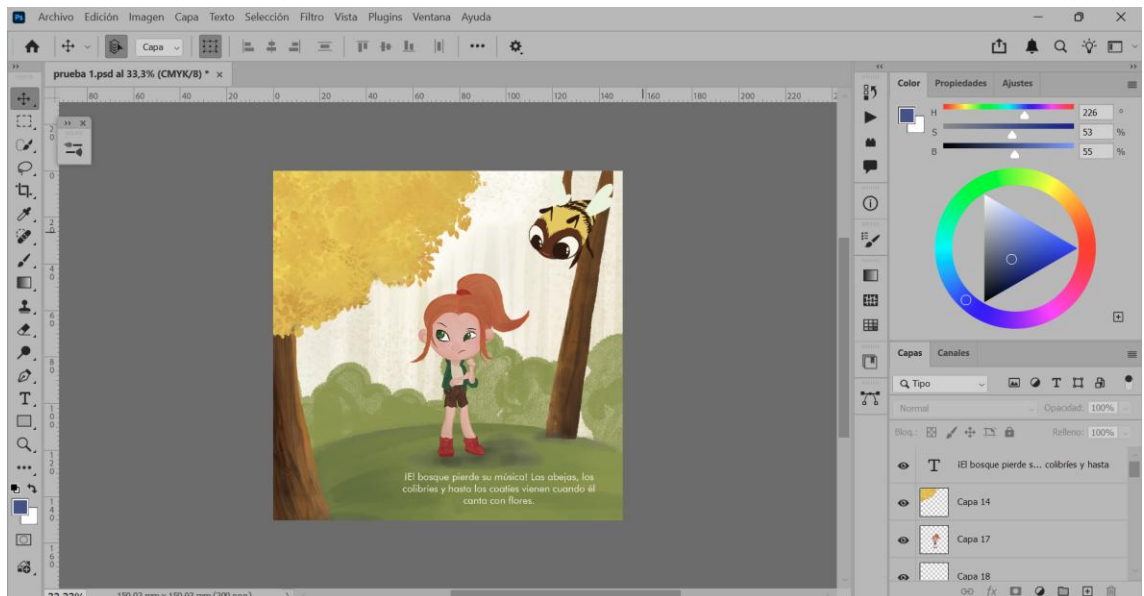 Ps Archivo Edición Imagen Capa Texto Selección Filtro Vista Plugins Ventana Ayuda
Capa
prueba 1.psd al 33,3% (CMYK/8) * ×
80 60 40 20 0 20 40 60 80 100 120 140 160 180 200 220
Color Propiedades Ajustes
H 226 °
S 53 %
B 55 %
¡El bosque pierde su música! Las abejas, los
colibríes y hasta los coatíes vienen cuando él
canta con flores.
Capas Canales
Tipo
Normal Opacidad: 100%
Bloq.: Relleno: 100%
T ¡El bosque pierde s... colibríes y hasta
Capa 14
Capa 17
Capa 18
fx